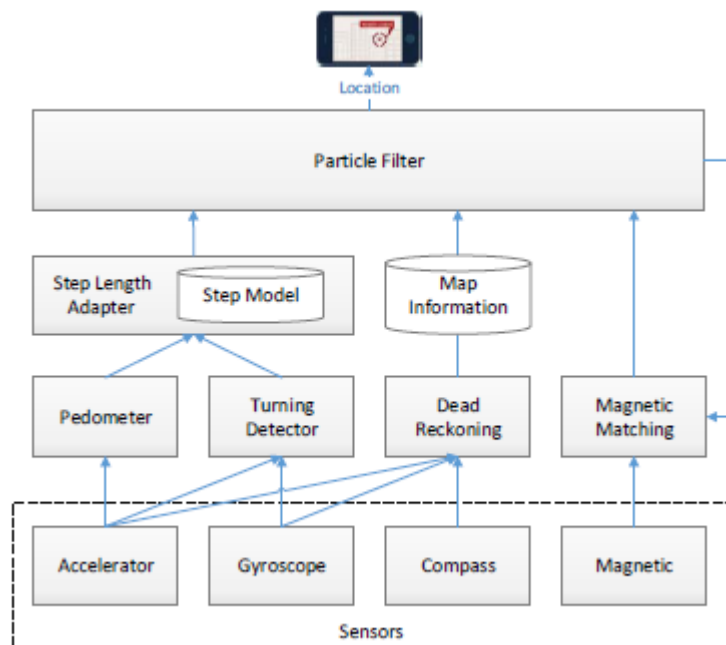 Location
Particle Filter
Step Length
Adapter
Step Model
Map
Information
Pedometer
Turning
Detector
Dead
Reckoning
Magnetic
Matching
Accelerator
Gyroscope
Compass
Magnetic
Sensors